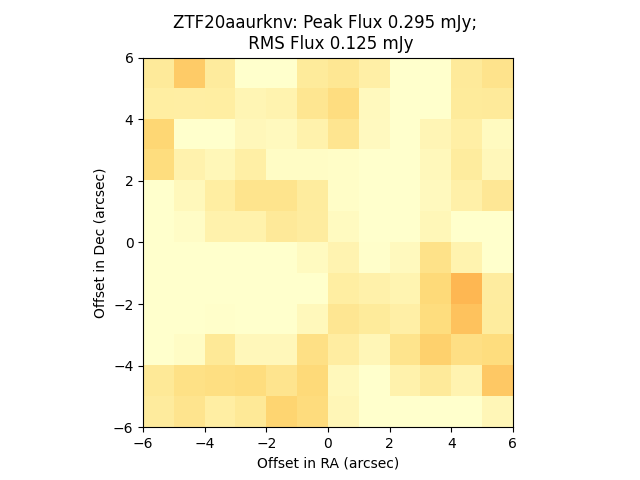 ZTF20aaurknv: Peak Flux 0.295 mJy;
RMS Flux 0.125 mJy
6
4
2
0
−2
−4
−6
Offset in Dec (arcsec)
−6 −4 −2 0 2 4 6
Offset in RA (arcsec)